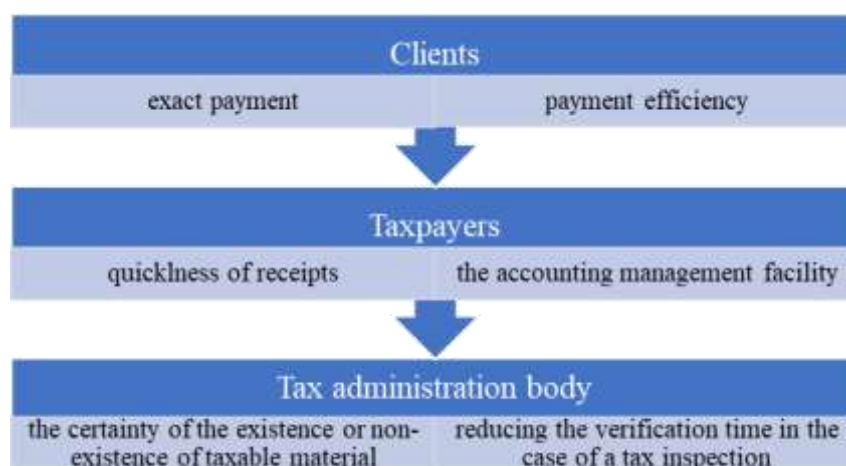 Clients
exact payment
payment efficiency
Taxpayers
quicklness of receipts
the accounting management facility
Tax administration body
the certainty of the existence or non-
existence of taxable material
reducing the verification time in the
case of a tax inspection